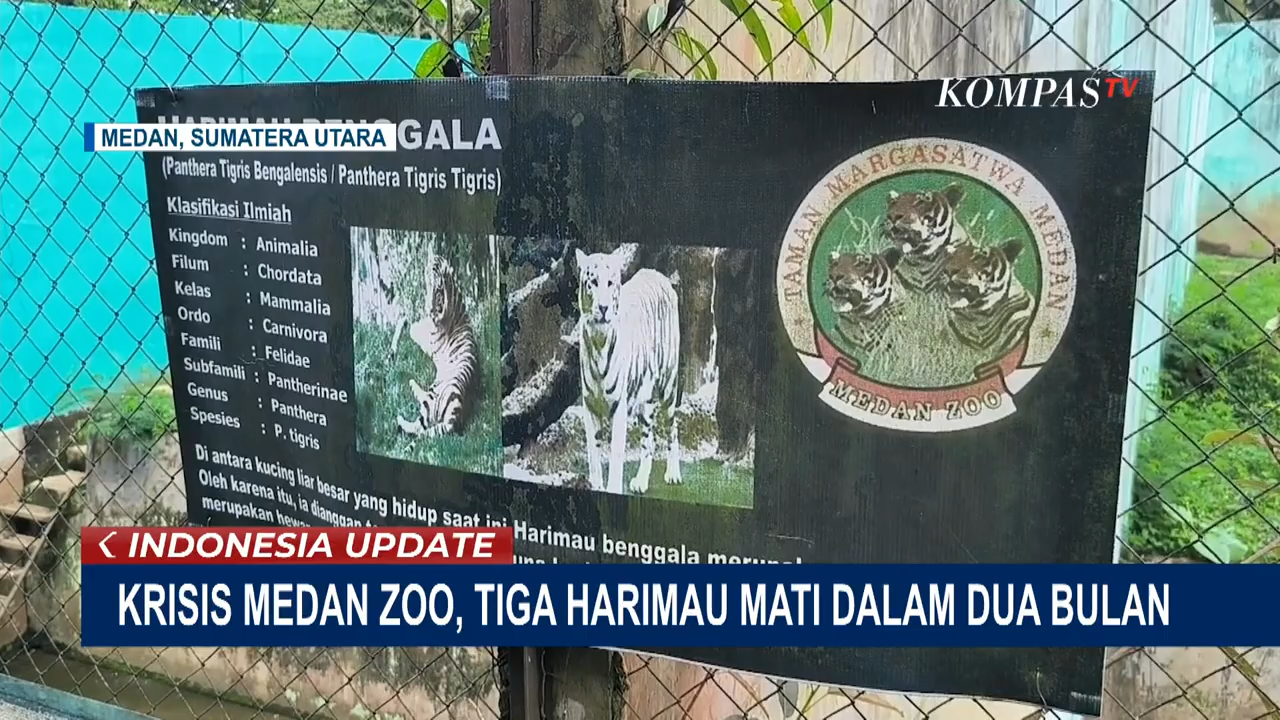 KOMPASTV
MEDAN, SUMATERA UTARA
GGALA
(Panthera Tigris Bengalensis / Panthera Tigris Tigris)
Klasifikasi Ilmiah
Kingdom : Animalia
Filum : Chordata
Kelas : Mammalia
Ordo : Carnivora
Famili : Felidae
Subfamili : Pantherinae
Genus : Panthera
Spesies : P. tigris
TAMAN MARGASATWA MEDAN
MEDAN ZOO
Di antara kucing liar besar yang hidup saat ini Harimau benggala
Oleh karena itu, ia
merupakan
INDONESIA UPDATE
KRISIS MEDAN ZOO, TIGA HARIMAU MATI DALAM DUA BULAN